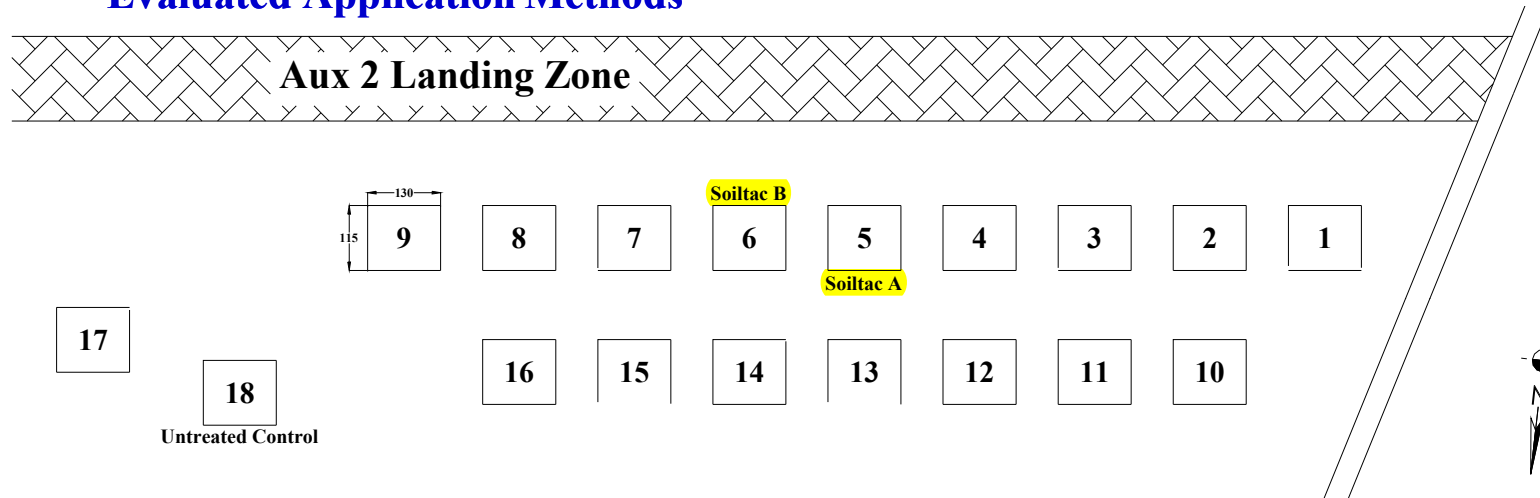 Evaluated Application Methods
Aux 2 Landing Zone
130
115
Soiltac B
9 8 7 6 5 4 3 2 1
Soiltac A
17
16 15 14 13 12 11 10
18
Untreated Control
N